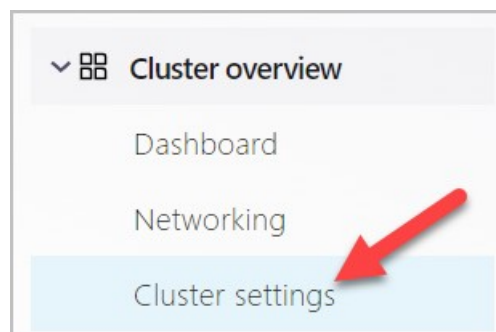 Cluster overview
Dashboard
Networking
Cluster settings